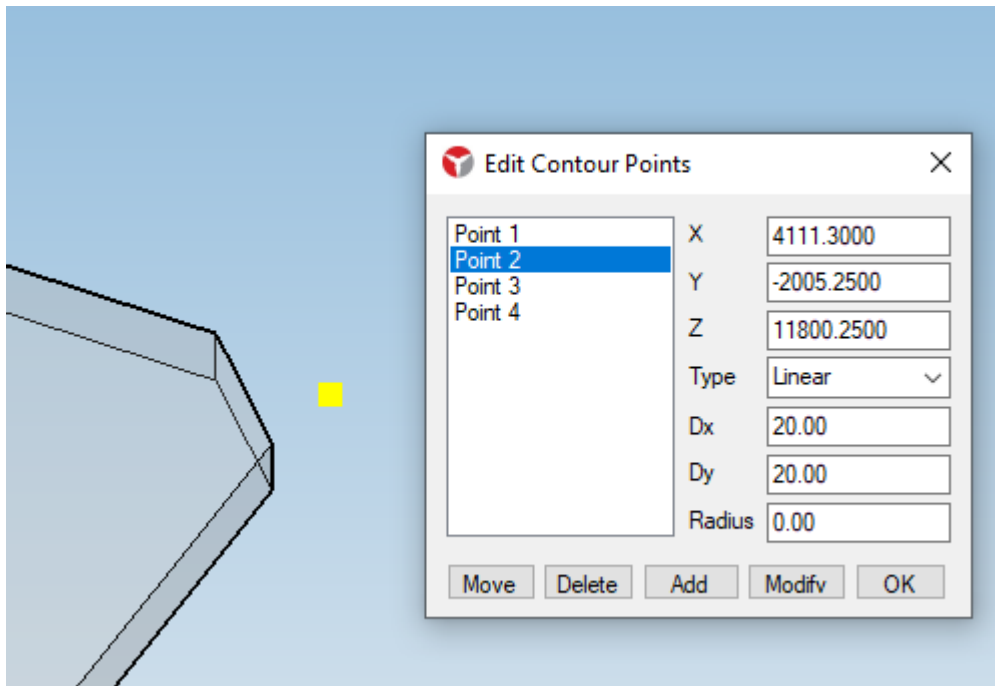 Edit Contour Points
Point 1
Point 2
Point 3
Point 4
X 4111.3000
Y -2005.2500
Z 11800.2500
Type Linear
Dx 20.00
Dy 20.00
Radius 0.00
Move Delete Add Modify OK